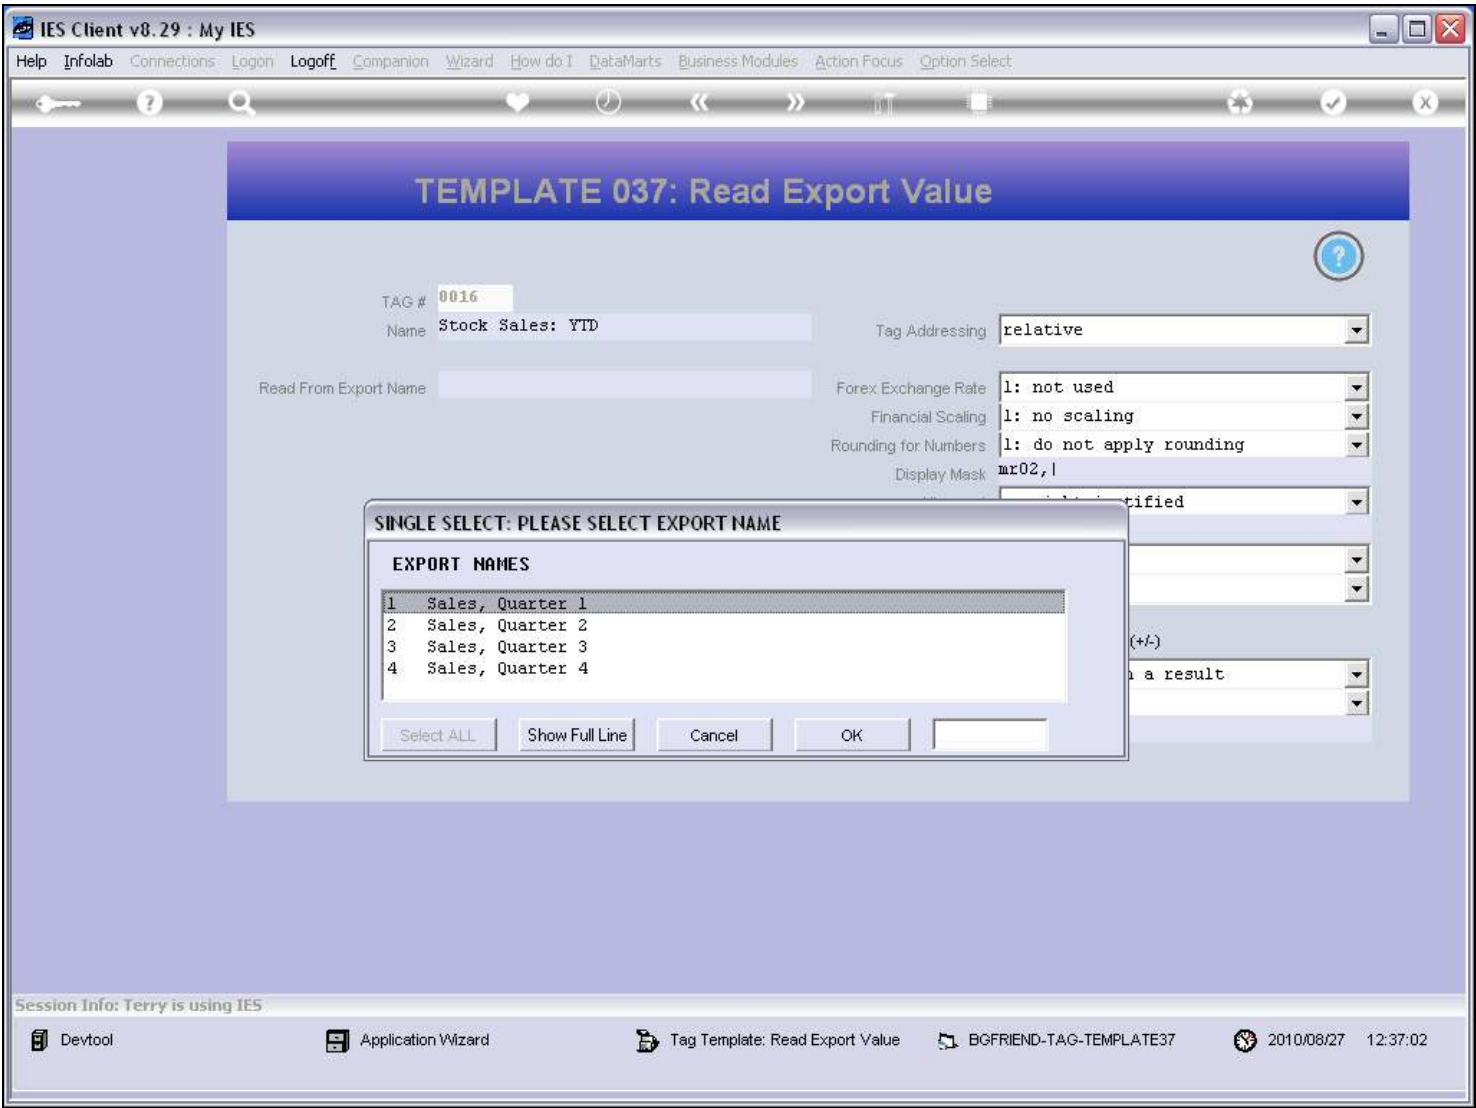 IES Client v8.29 : My IES
Help Infolab Connections Logon Logoff Companion Wizard How do I DataMarts Business Modules Action Focus Option Select
TEMPLATE 037: Read Export Value
TAG # 0016
Name Stock Sales: YTD
Tag Addressing relative
Read From Export Name
Forex Exchange Rate 1: not used
Financial Scaling 1: no scaling
Rounding for Numbers 1: do not apply rounding
Display Mask mr02,|
SINGLE SELECT: PLEASE SELECT EXPORT NAME
EXPORT NAMES
1 Sales, Quarter 1
2 Sales, Quarter 2
3 Sales, Quarter 3
4 Sales, Quarter 4
(+/-)
a result
Select ALL Show Full Line Cancel OK
Session Info: Terry is using IES
Devtool Application Wizard Tag Template: Read Export Value BGFRIEND-TAG-TEMPLATE37 2010/08/27 12:37:02